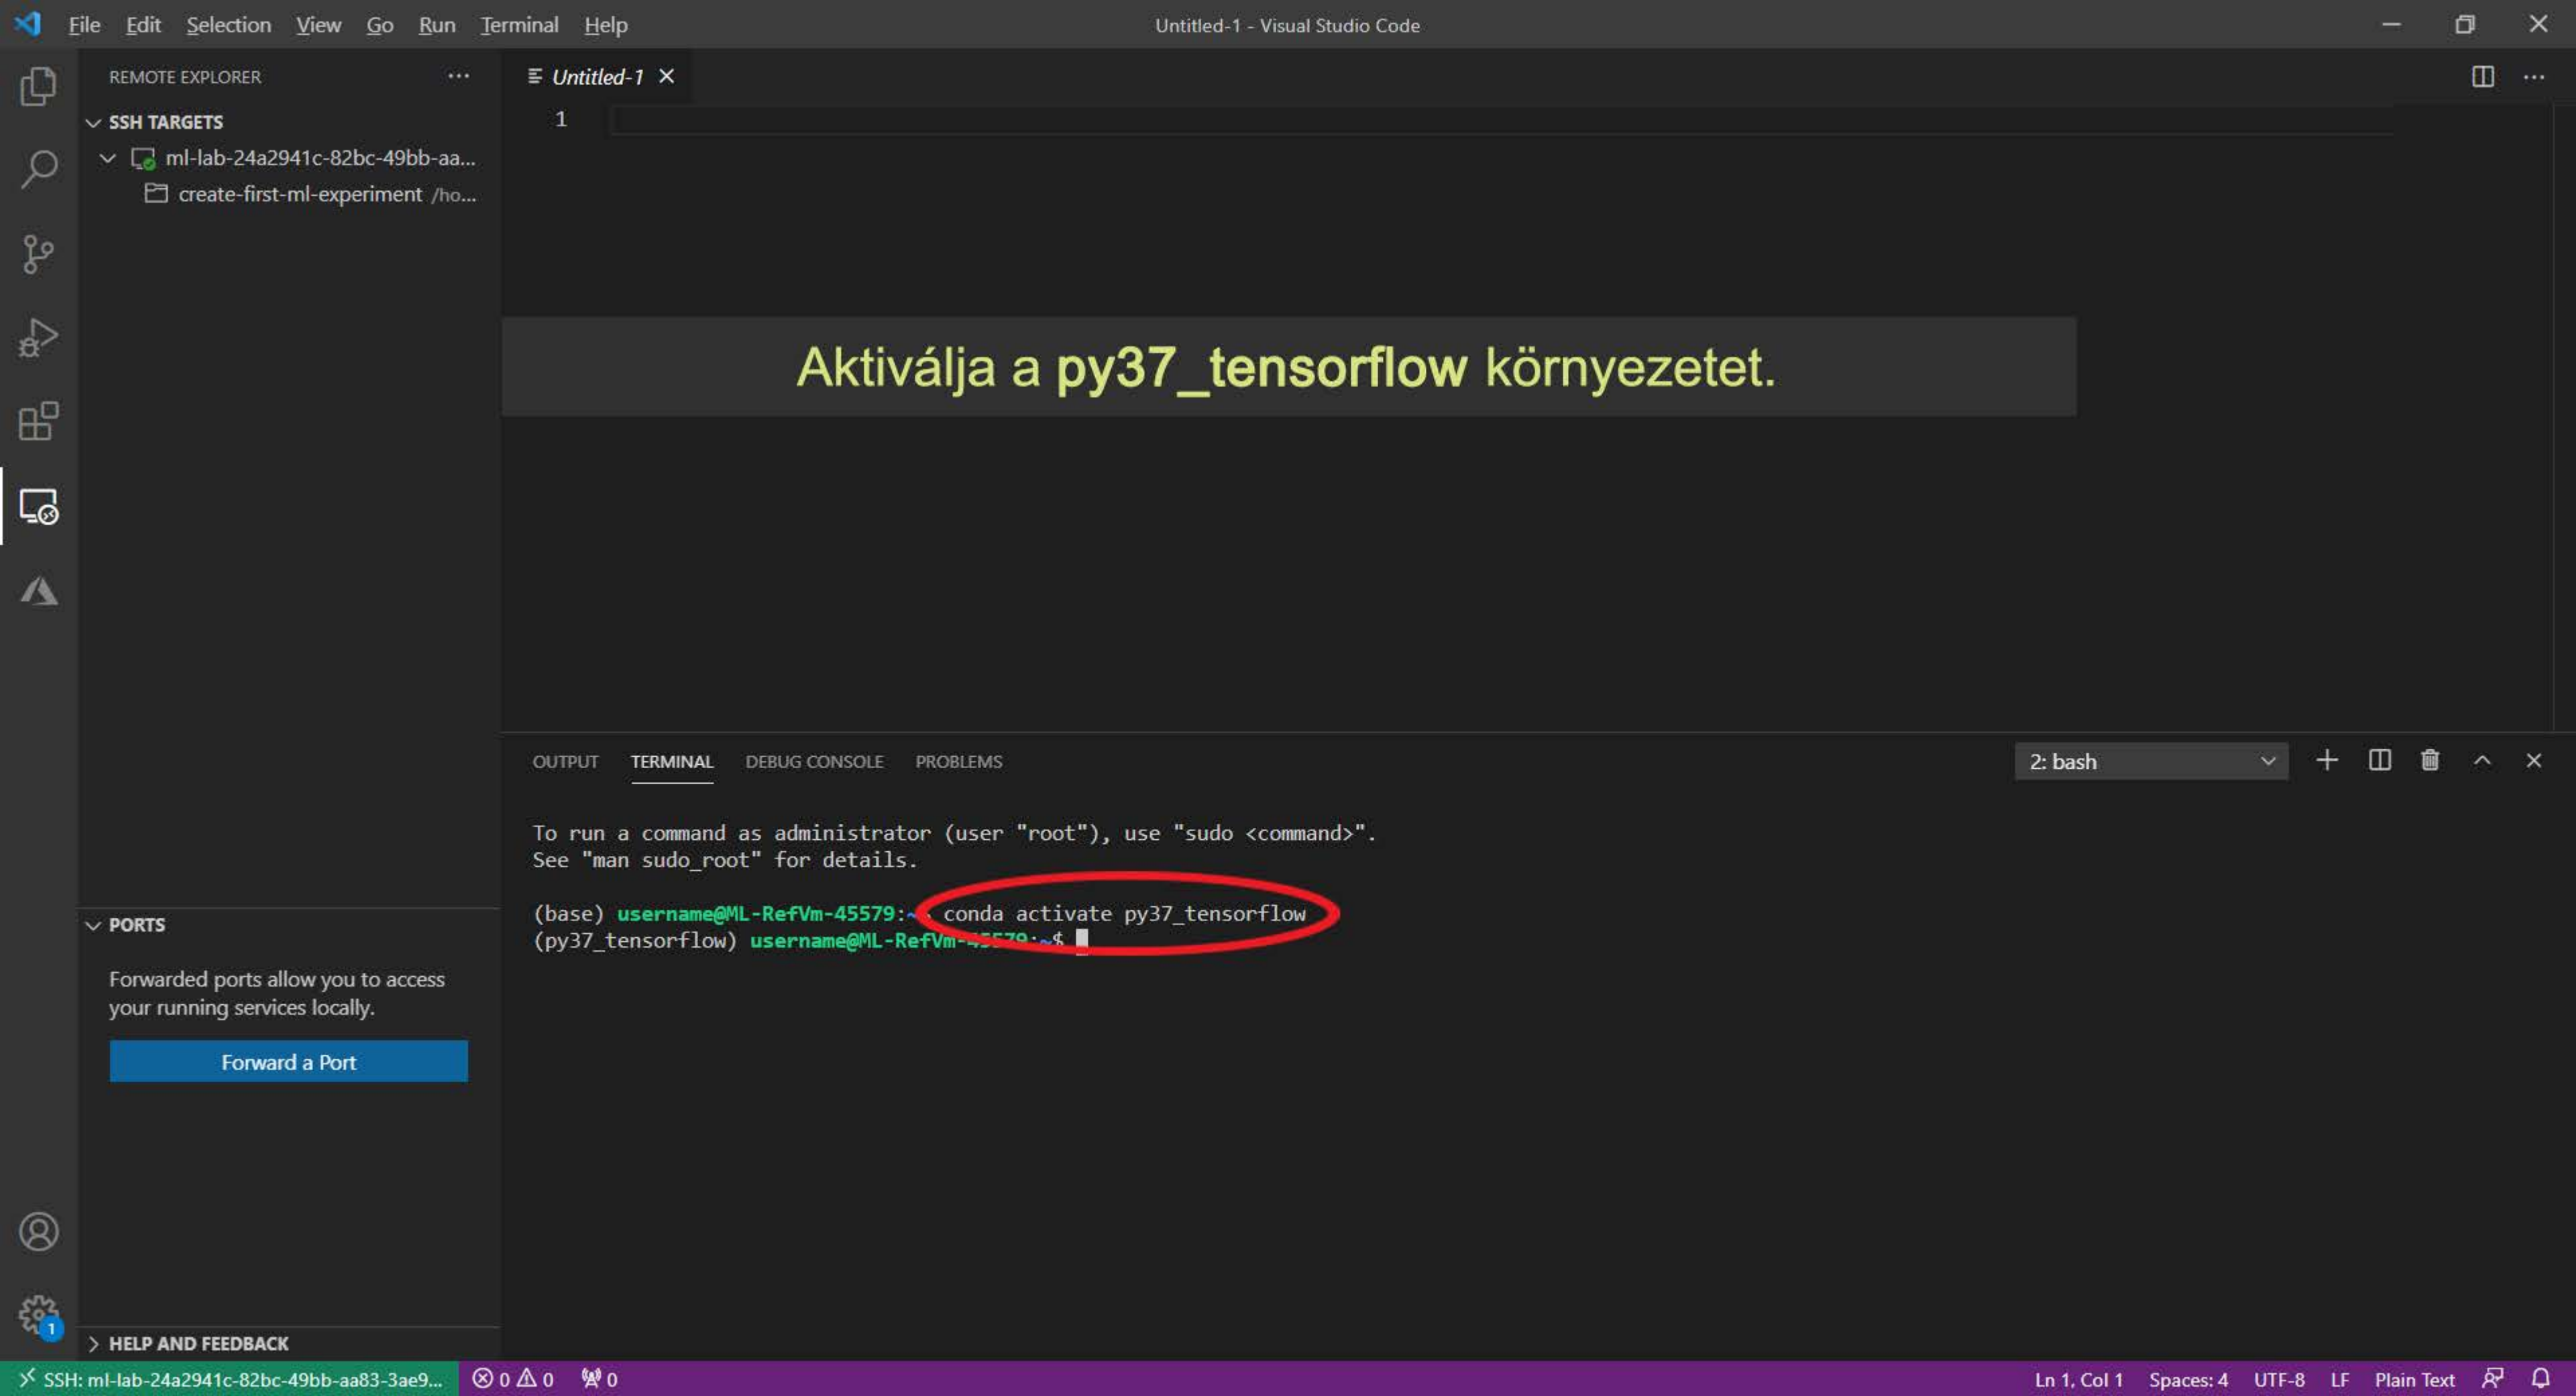 File Edit Selection View Go Run Terminal Help
Untitled-1 - Visual Studio Code
REMOTE EXPLORER
SSH TARGETS
ml-lab-24a2941c-82bc-49bb-aa...
create-first-ml-experiment /ho...
Untitled-1
1
Aktiválja a py37_tensorflow környezetet.
OUTPUT TERMINAL DEBUG CONSOLE PROBLEMS
2: bash
To run a command as administrator (user "root"), use "sudo <command>".
See "man sudo_root" for details.
(base) username@ML-RefVm-45579:~ conda activate py37_tensorflow
(py37_tensorflow) username@ML-RefVm-45579:~$
PORTS
Forwarded ports allow you to access
your running services locally.
Forward a Port
1
HELP AND FEEDBACK
SSH: ml-lab-24a2941c-82bc-49bb-aa83-3ae9... 0 0 0
Ln 1, Col 1 Spaces: 4 UTF-8 LF Plain Text